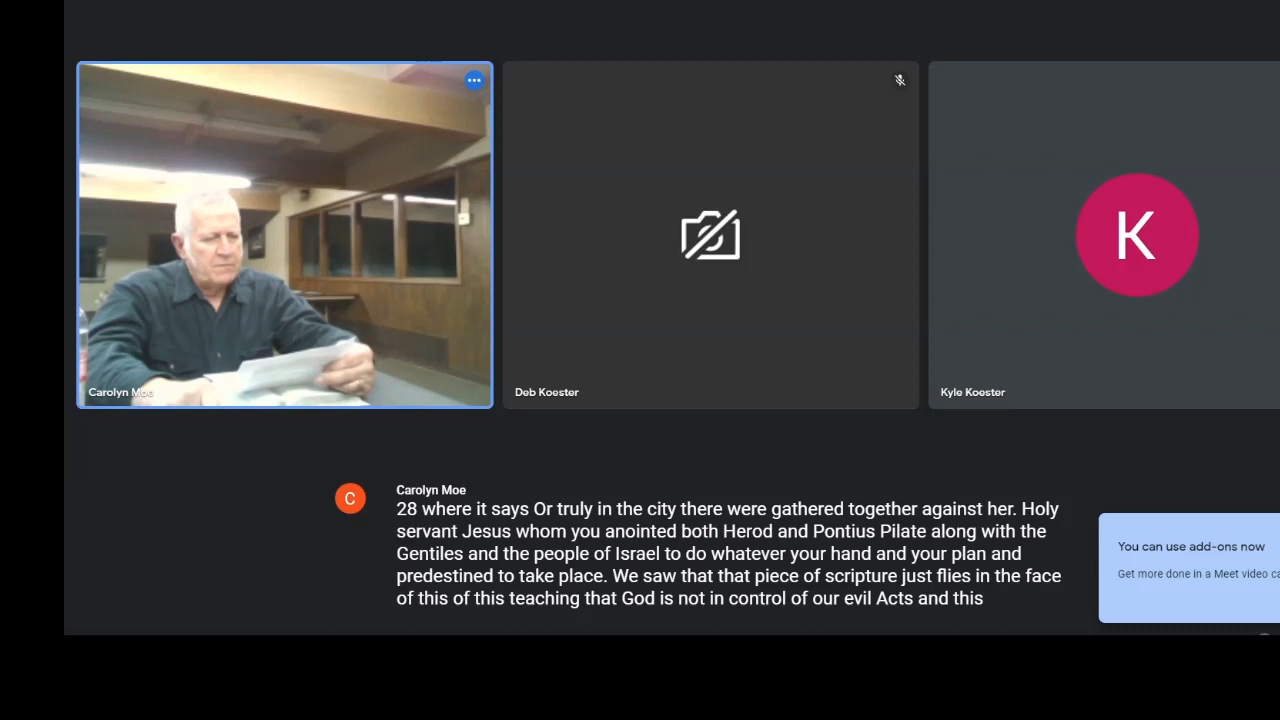 Carolyn Moe
Deb Koester
K
Kyle Koester
C
Carolyn Moe
28 where it says Or truly in the city there were gathered together against her. Holy
servant Jesus whom you anointed both Herod and Pontius Pilate along with the
Gentiles and the people of Israel to do whatever your hand and your plan and
predestined to take place. We saw that that piece of scripture just flies in the face
of this of this teaching that God is not in control of our evil Acts and this
You can use add-ons now
Get more done in a Meet video